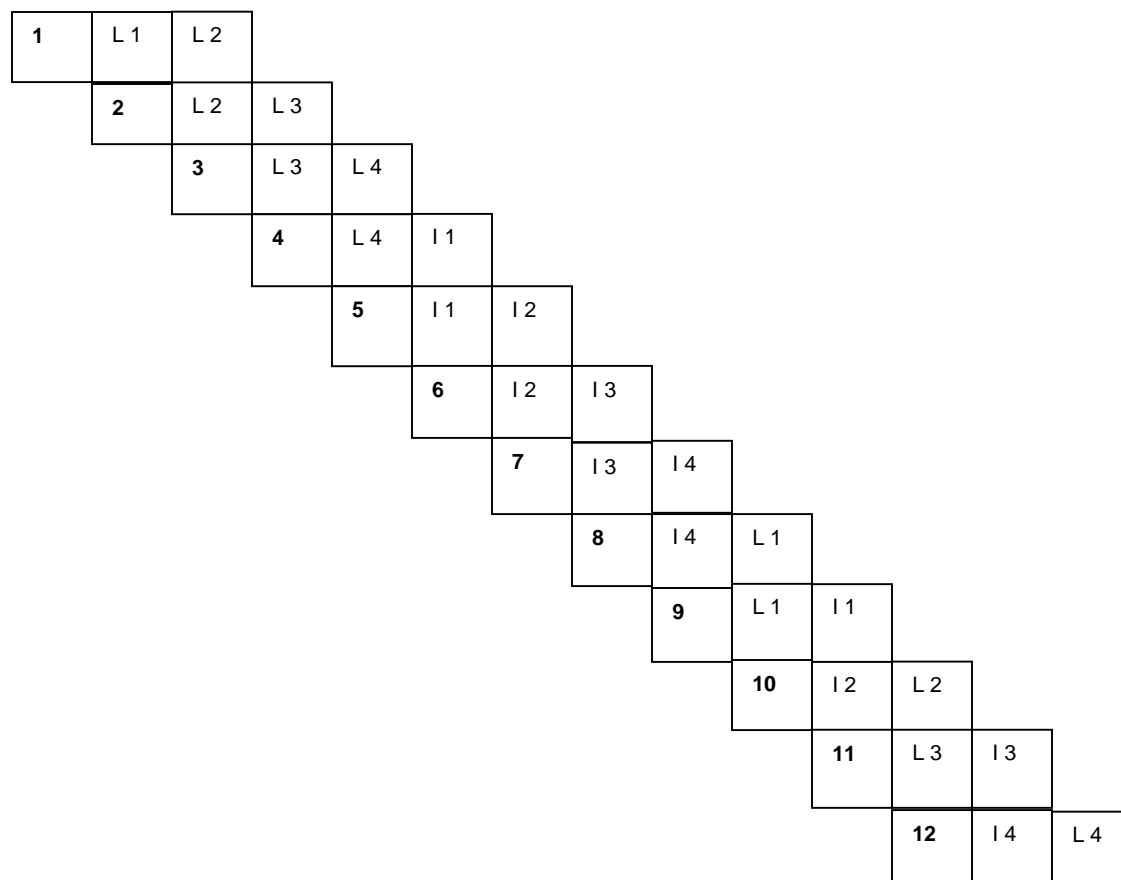 1 L 1 L 2
2 L 2 L 3
3 L 3 L 4
4 L 4 I 1
5 I 1 I 2
6 I 2 I 3
7 I 3 I 4
8 I 4 L 1
9 L 1 I 1
10 I 2 L 2
11 L 3 I 3
12 I 4 L 4